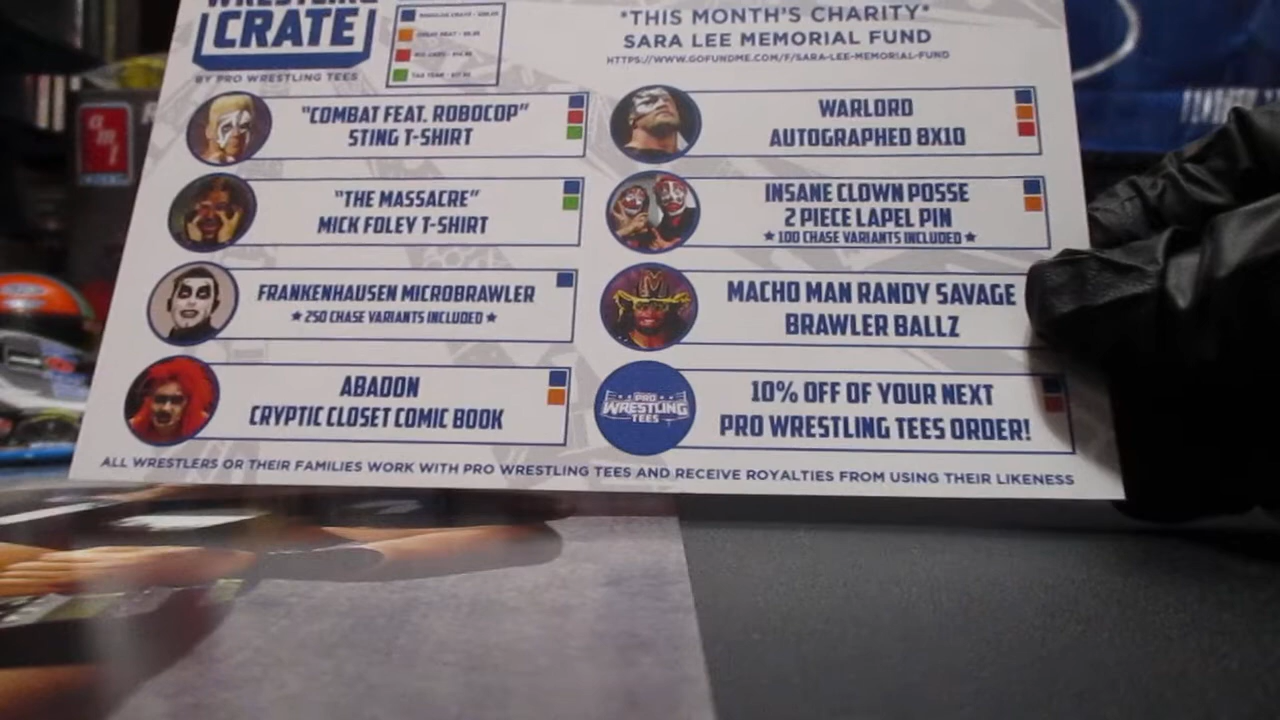 WRESTLING
CRATE
BY PRO WRESTLING TEES
*THIS MONTH'S CHARITY*
SARA LEE MEMORIAL FUND
HTTPS://WWW.GOFUNDME.COM/F/SARA-LEE-MEMORIAL-FUND
"COMBAT FEAT. ROBOCOP"
STING T-SHIRT
"THE MASSACRE"
MICK FOLEY T-SHIRT
FRANKENHAUSEN MICROBRAWLER
★ 250 CHASE VARIANTS INCLUDED ★
ABADON
CRYPTIC CLOSET COMIC BOOK
WARLORD
AUTOGRAPHED 8X10
INSANE CLOWN POSSE
2 PIECE LAPEL PIN
★ 100 CHASE VARIANTS INCLUDED ★
MACHO MAN RANDY SAVAGE
BRAWLER BALLZ
PRO
WRESTLING
TEES
10% OFF OF YOUR NEXT
PRO WRESTLING TEES ORDER!
ALL WRESTLERS OR THEIR FAMILIES WORK WITH PRO WRESTLING TEES AND RECEIVE ROYALTIES FROM USING THEIR LIKENESS
amt